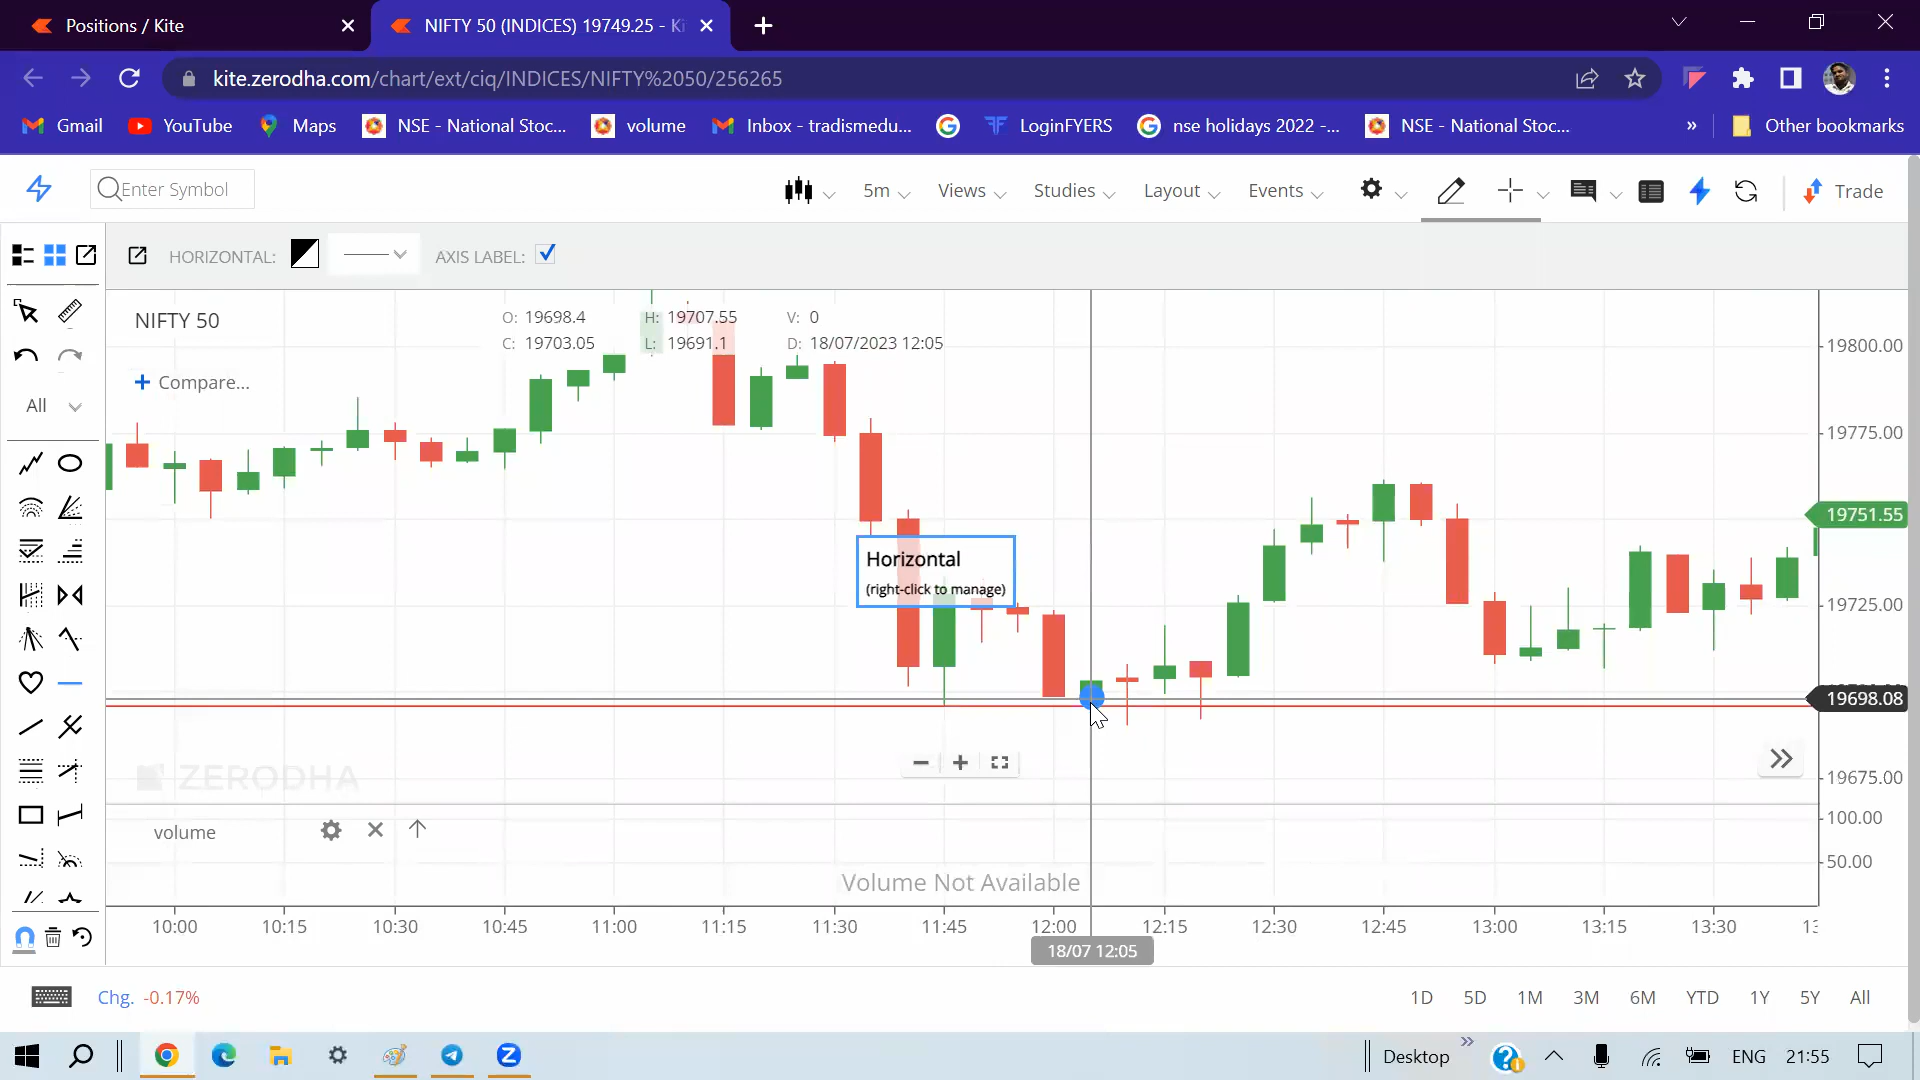 Positions / Kite
NIFTY 50 (INDICES) 19749.25 - Ki
kite.zerodha.com/chart/ext/ciq/INDICES/NIFTY%2050/256265
Gmail
YouTube
Maps
NSE - National Stoc...
volume
Inbox - tradismedu...
LoginFYERS
nse holidays 2022 -...
NSE - National Stoc...
»
Other bookmarks
Enter Symbol
5m
Views
Studies
Layout
Events
Trade
HORIZONTAL:
AXIS LABEL:
NIFTY 50
O: 19698.4
H: 19707.55
V: 0
C: 19703.05
L: 19691.1
D: 18/07/2023 12:05
+ Compare...
All
19800.00
19775.00
19751.55
19725.00
19698.08
19675.00
Horizontal
(right-click to manage)
ZERODHA
volume
100.00
50.00
Volume Not Available
10:00
10:15
10:30
10:45
11:00
11:15
11:30
11:45
12:00
12:15
12:30
12:45
13:00
13:15
13:30
18/07 12:05
Chg. -0.17%
1D
5D
1M
3M
6M
YTD
1Y
5Y
All
Desktop
ENG
21:55